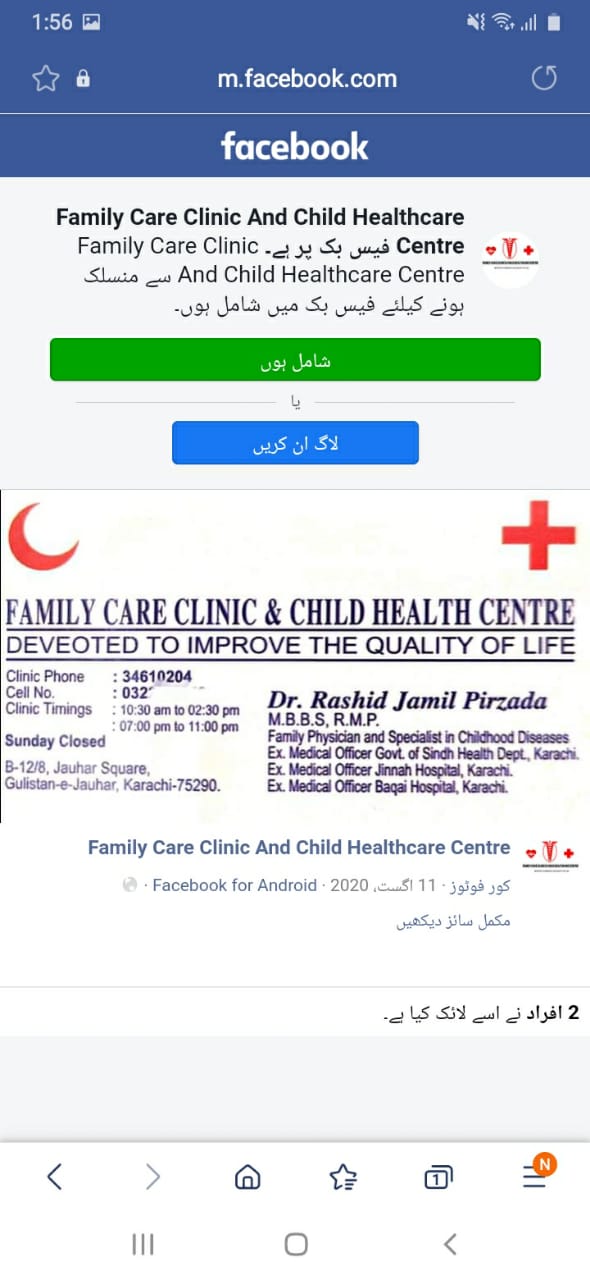 1:56
m.facebook.com
facebook
Family Care Clinic And Child Healthcare
Centre فیس بک پر ہے۔ Family Care Clinic
And Child Healthcare Centre سے منسلک
ہونے کیلئے فیس بک میں شامل ہوں۔
شامل ہوں
یا
لاگ ان کریں
FAMILY CARE CLINIC & CHILD HEALTH CENTRE
DEVEOTED TO IMPROVE THE QUALITY OF LIFE
Clinic Phone : 34610204
Cell No. : 032
Clinic Timings : 10:30 am to 02:30 pm
: 07:00 pm to 11:00 pm
Sunday Closed
B-12/8, Jauhar Square,
Gulistan-e-Jauhar, Karachi-75290.
Dr. Rashid Jamil Pirzada
M.B.B.S, R.M.P.
Family Physician and Specialist in Childhood Diseases
Ex. Medical Officer Govt. of Sindh Health Dept., Karachi.
Ex. Medical Officer Jinnah Hospital, Karachi.
Ex. Medical Officer Baqai Hospital, Karachi.
Family Care Clinic And Child Healthcare Centre
کور فوٹوز · 11 اگست، 2020 · Facebook for Android ·
مکمل سائز دیکھیں
2 افراد نے اسے لائک کیا ہے۔
1
N